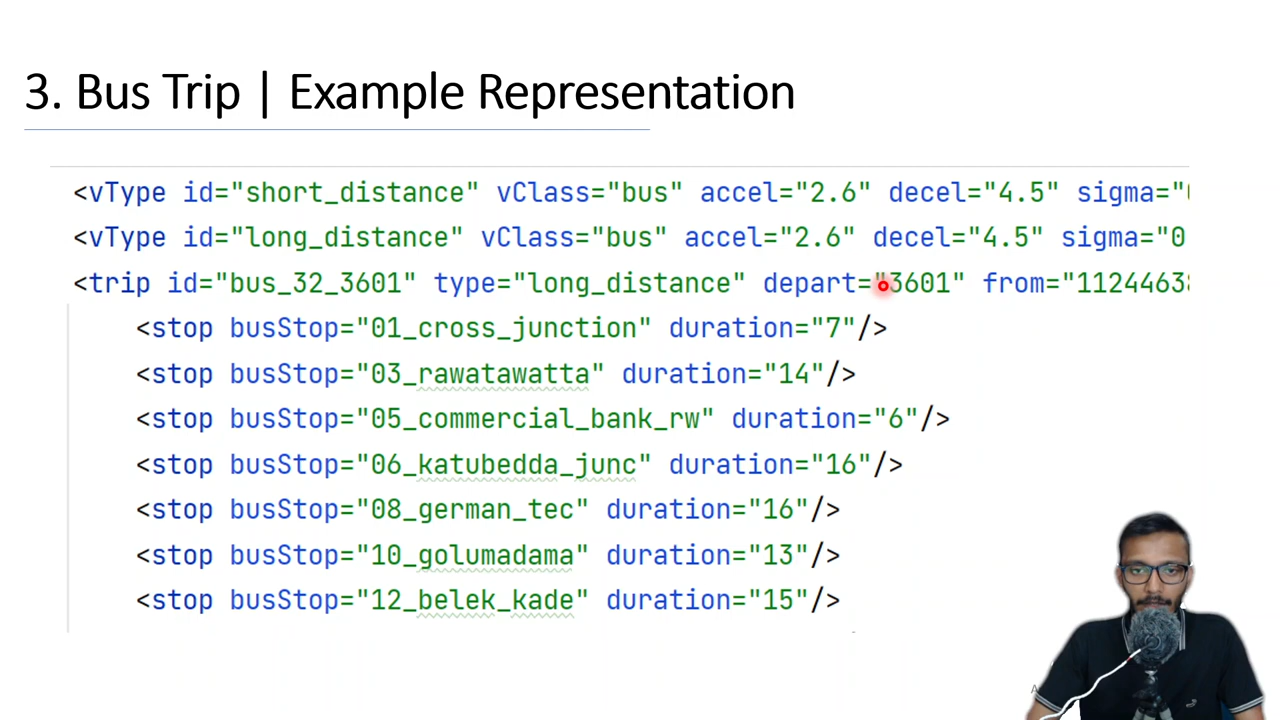 3. Bus Trip | Example Representation
<vType id="short_distance" vClass="bus" accel="2.6" decel="4.5" sigma="
<vType id="long_distance" vClass="bus" accel="2.6" decel="4.5" sigma="0
<trip id="bus_32_3601" type="long_distance" depart="3601" from="1124463
<stop busStop="01_cross_junction" duration="7"/>
<stop busStop="03_rawatawatta" duration="14"/>
<stop busStop="05_commercial_bank_rw" duration="6"/>
<stop busStop="06_katubedda_junc" duration="16"/>
<stop busStop="08_german_tec" duration="16"/>
<stop busStop="10_golumadama" duration="13"/>
<stop busStop="12_belek_kade" duration="15"/>